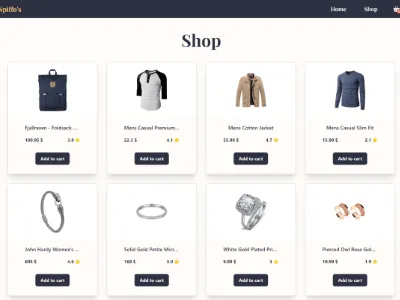 Spiffo's
Home
Shop
Shop
Fjallraven - Foldsack ...
109.95 $
3.9
Add to cart
Mens Casual Premium...
22.3 $
4.1
Add to cart
Mens Cotton Jacket
55.99 $
4.7
Add to cart
Mens Casual Slim Fit
15.99 $
2.1
Add to cart
John Hardy Women's ...
695 $
4.6
Add to cart
Solid Gold Petite Micr...
168 $
3.9
Add to cart
White Gold Plated Pri...
9.99 $
3
Add to cart
Pierced Owl Rose Gol...
10.99 $
1.9
Add to cart